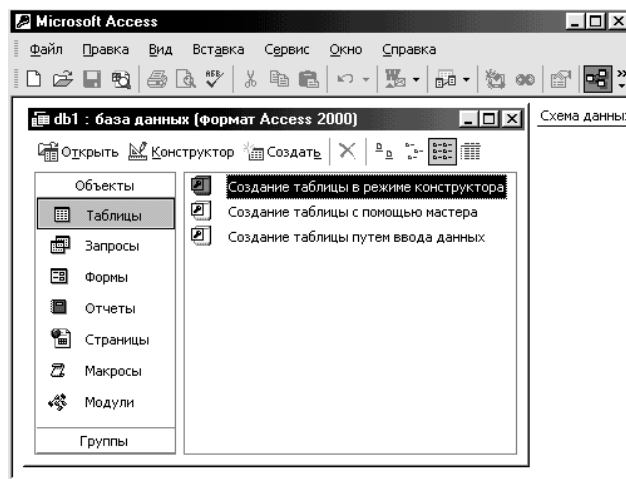 Microsoft Access
Файл Правка Вид Вставка Сервис Окно Справка
db1 : база данных (формат Access 2000)
Схема данных
Открыть Конструктор Создать
Объекты
Таблицы
Запросы
Формы
Отчеты
Страницы
Макросы
Модули
Группы
Создание таблицы в режиме конструктора
Создание таблицы с помощью мастера
Создание таблицы путем ввода данных